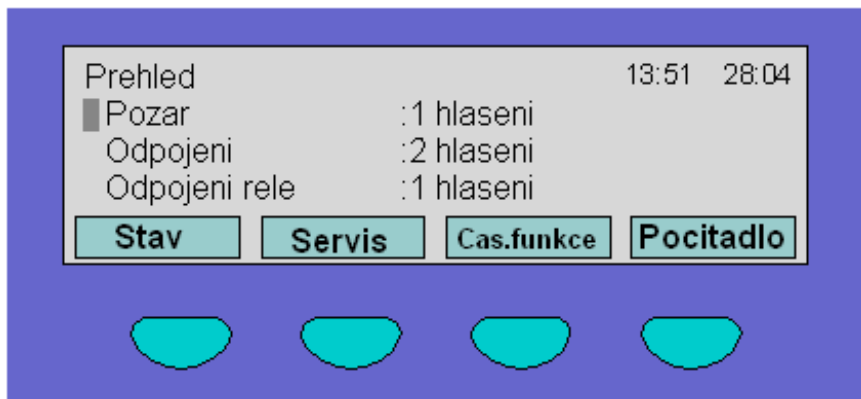 Prehled 13:51 28:04
Pozar :1 hlaseni
Odpojeni :2 hlaseni
Odpojeni rele :1 hlaseni
Stav Servis Cas.funkce Pocitadlo